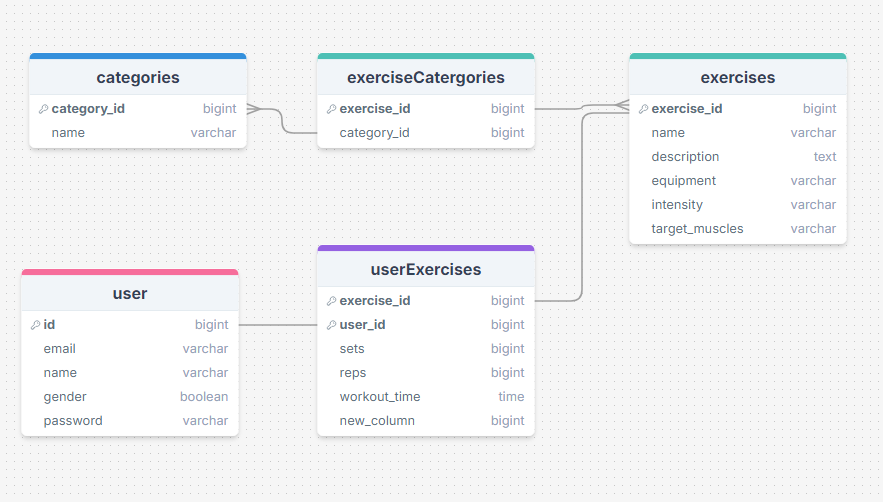 categories
category_id bigint
name varchar
exerciseCatergories
exercise_id bigint
category_id bigint
exercises
exercise_id bigint
name varchar
description text
equipment varchar
intensity varchar
target_muscles varchar
user
id bigint
email varchar
name varchar
gender boolean
password varchar
userExercises
exercise_id bigint
user_id bigint
sets bigint
reps bigint
workout_time time
new_column bigint